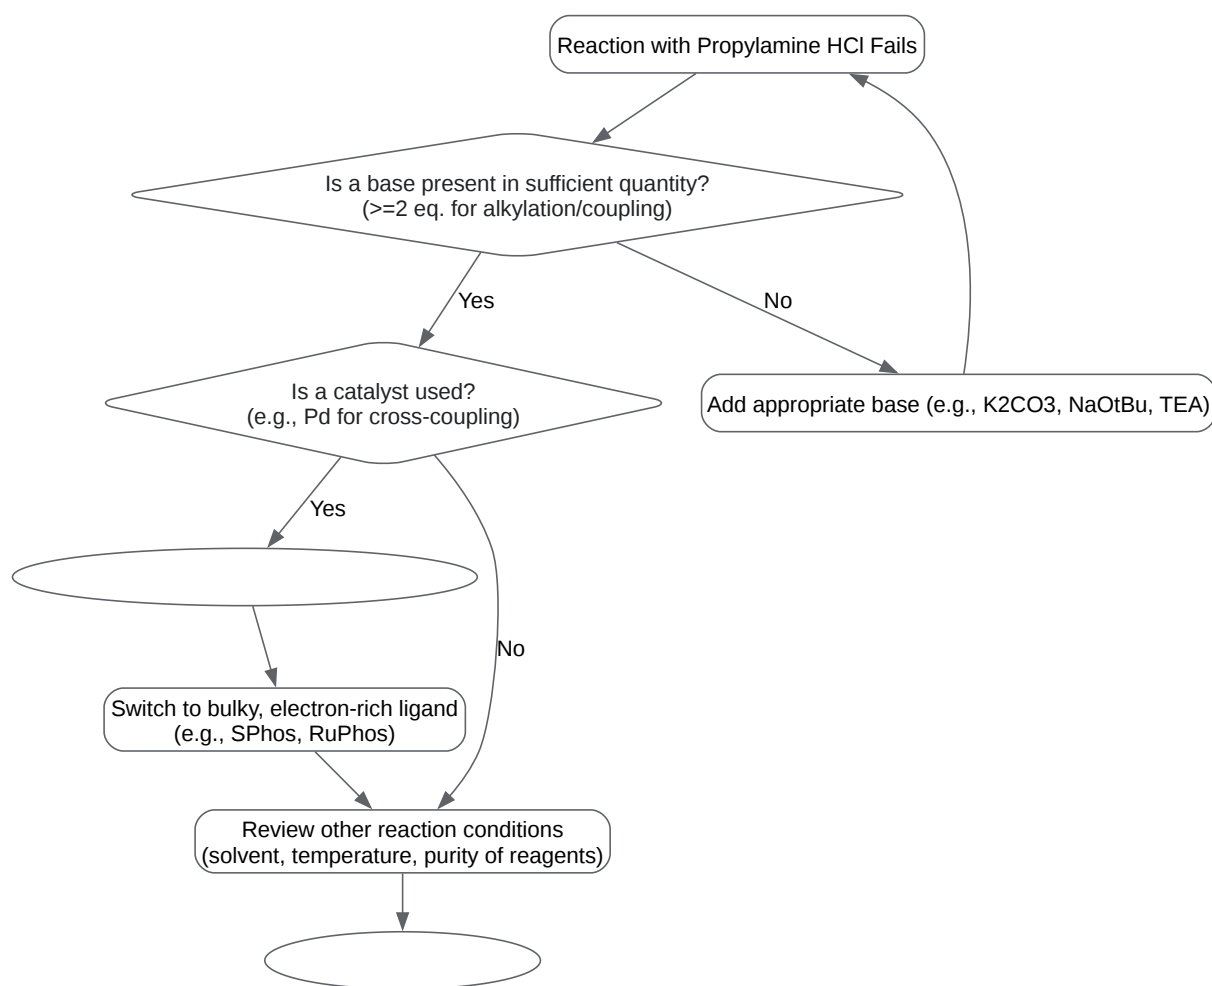 Reaction with Propylamine HCl Fails
Is a base present in sufficient quantity?
(>=2 eq. for alkylation/coupling)
Yes
No
Is a catalyst used?
(e.g., Pd for cross-coupling)
Add appropriate base (e.g., K2CO3, NaOtBu, TEA)
Yes
No
Switch to bulky, electron-rich ligand
(e.g., SPhos, RuPhos)
Review other reaction conditions
(solvent, temperature, purity of reagents)